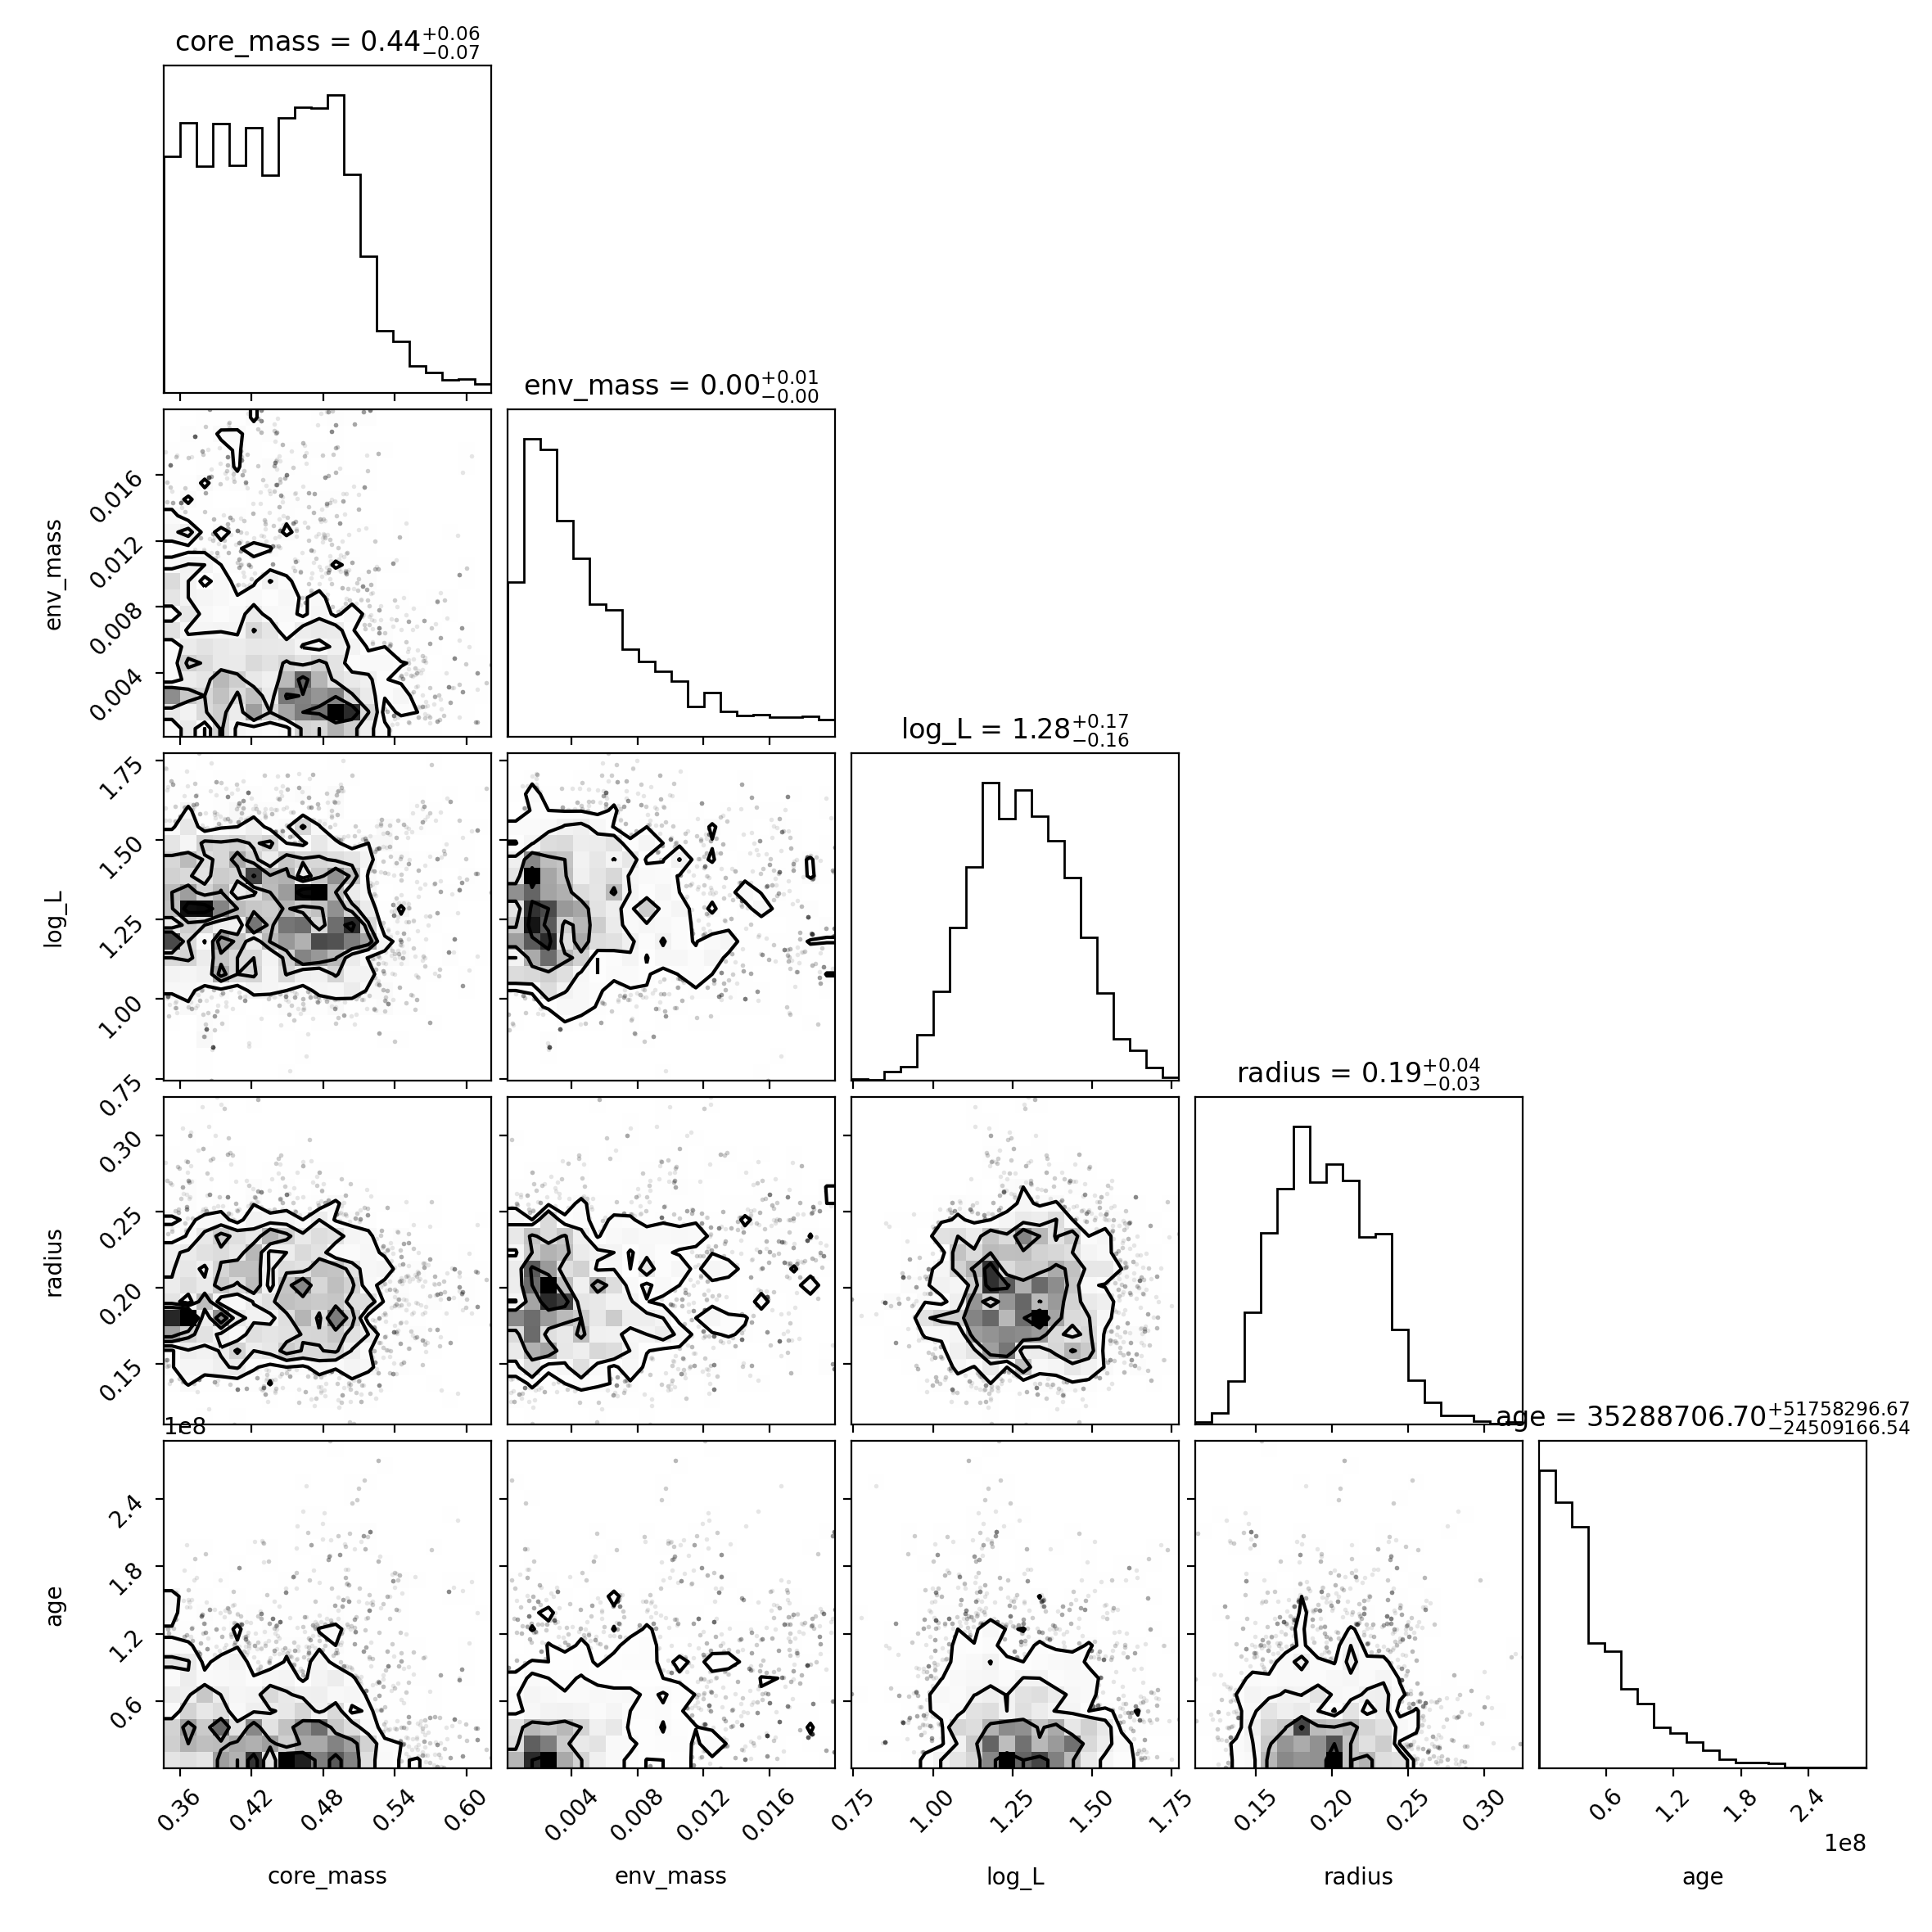 core_mass = 0.44+0.06−0.07
env_mass = 0.00+0.01−0.00
env_mass
0.016
0.012
0.008
0.004
log_L = 1.28+0.17−0.16
log_L
1.75
1.50
1.25
1.00
0.75
radius = 0.19+0.04−0.03
radius
0.30
0.25
0.20
0.15
age = 35288706.70+51758296.67−24509166.54
1e8
age
2.4
1.8
1.2
0.6
0.36 0.42 0.48 0.54 0.60
0.004 0.008 0.012 0.016
0.75 1.00 1.25 1.50 1.75
0.15 0.20 0.25 0.30
0.6 1.2 1.8 2.4
1e8
core_mass
env_mass
log_L
radius
age